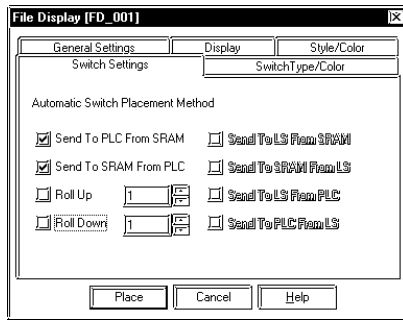 File Display [FD_001]
General Settings Display Style/Color
Switch Settings SwitchType/Color
Automatic Switch Placement Method
Send To PLC From SRAM Send To LS From SRAM
Send To SRAM From PLC Send To SRAM From LS
Roll Up 1 Send To LS From PLC
Roll Down 1 Send To PLC From LS
Place Cancel Help